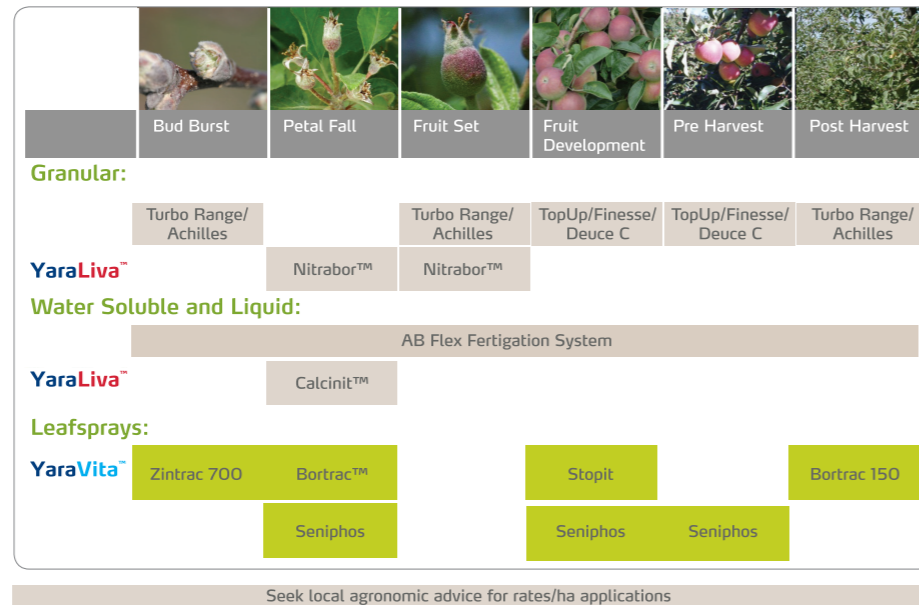 Bud Burst
Petal Fall
Fruit Set
Fruit
Development
Pre Harvest
Post Harvest
Granular:
Turbo Range/
Achilles
Turbo Range/
Achilles
TopUp/Finesse/
Deuce C
TopUp/Finesse/
Deuce C
Turbo Range/
Achilles
YaraLiva™
Nitrabor™
Nitrabor™
Water Soluble and Liquid:
AB Flex Fertigation System
YaraLiva™
Calcinit™
Leafsprays:
YaraVita™
Zintrac 700
Bortrac™
Stopit
Bortrac 150
Seniphos
Seniphos
Seniphos
Seek local agronomic advice for rates/ha applications